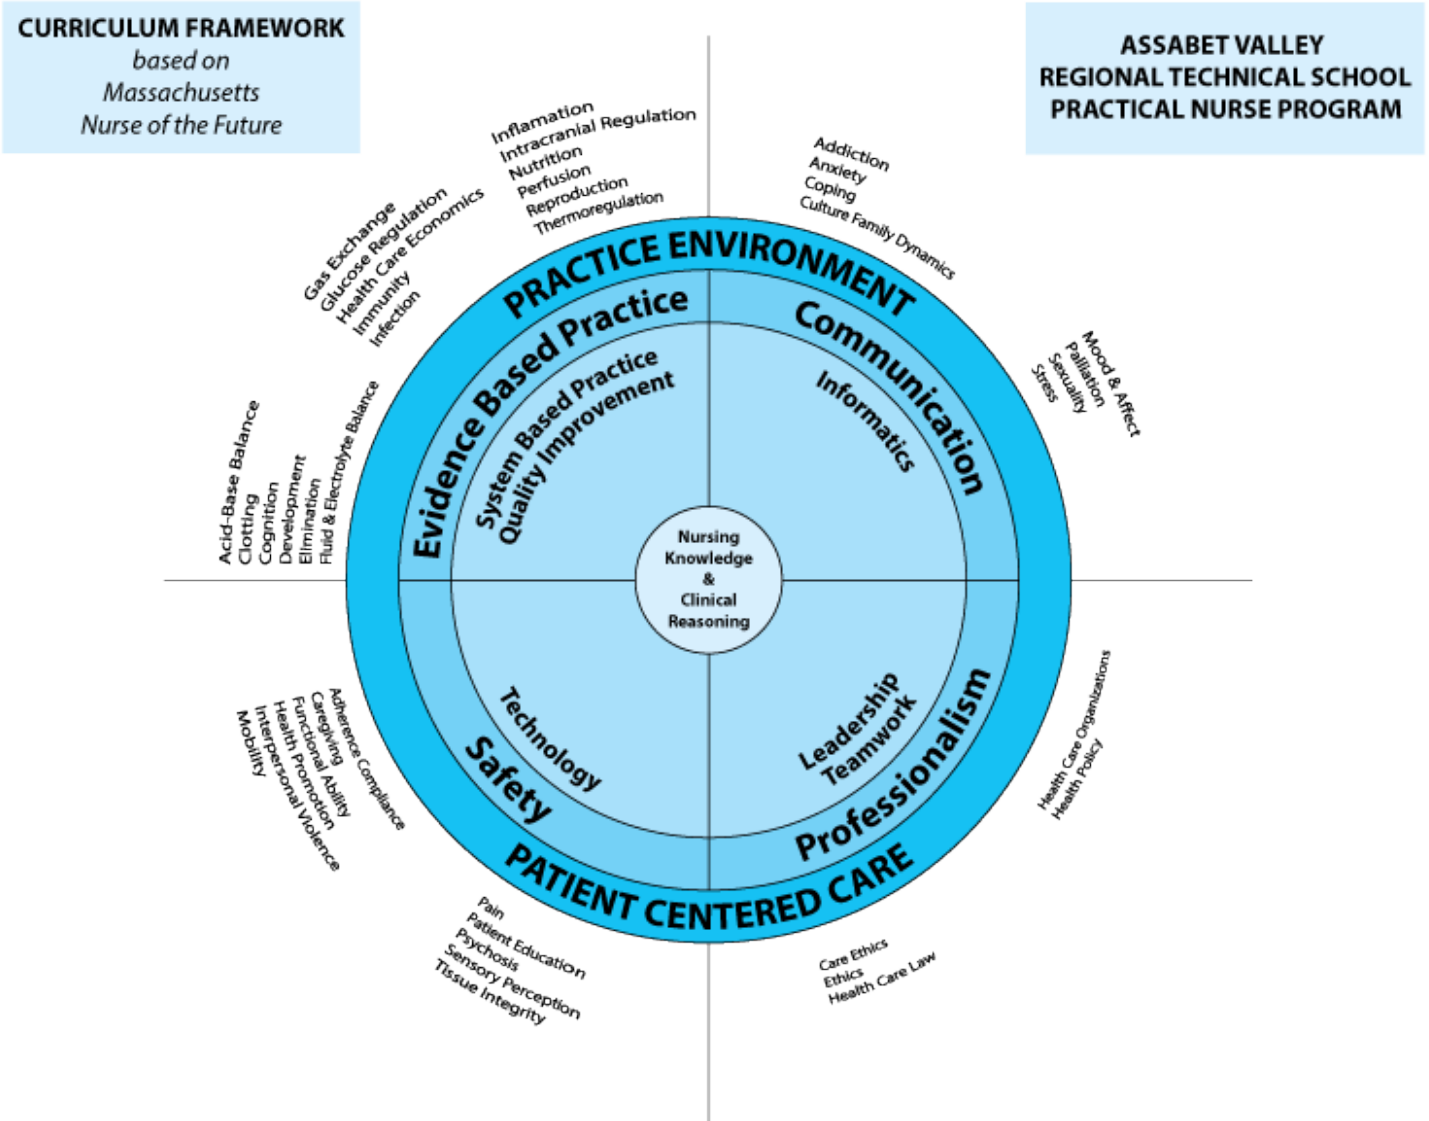 CURRICULUM FRAMEWORK
based on
Massachusetts
Nurse of the Future
ASSABET VALLEY
REGIONAL TECHNICAL SCHOOL
PRACTICAL NURSE PROGRAM
Inflamation
Intracranial Regulation
Nutrition
Perfusion
Reproduction
Thermoregulation
Addiction
Anxiety
Coping
Culture Family Dynamics
Gas Exchange
Glucose Regulation
Health Care Economics
Immunity
Infection
Mood & Affect
Palliation
Sexuality
Stress
Acid-Base Balance
Clotting
Cognition
Development
Elimination
Fluid & Electrolyte Balance
PRACTICE ENVIRONMENT
Evidence Based Practice
Communication
System Based Practice
Quality Improvement
Informatics
Nursing
Knowledge
&
Clinical
Reasoning
Technology
Leadership
Teamwork
Safety
Professionalism
PATIENT CENTERED CARE
Adherence Compliance
Caregiving
Functional Ability
Health Promotion
Interpersonal Violence
Mobility
Health Care Organizations
Health Policy
Pain
Patient Education
Psychosis
Sensory Perception
Tissue Integrity
Care Ethics
Ethics
Health Care Law